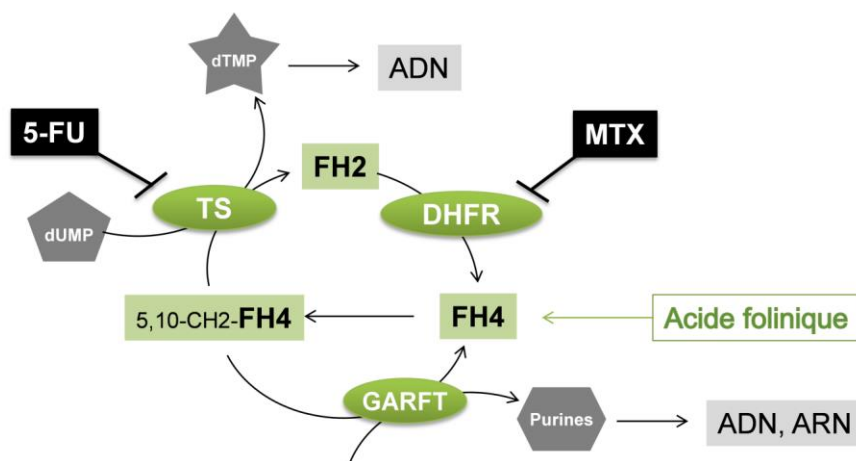 dTMP
ADN
5-FU
MTX
FH2
TS
DHFR
dUMP
5,10-CH2-FH4
FH4
Acide folinique
GARFT
Purines
ADN, ARN